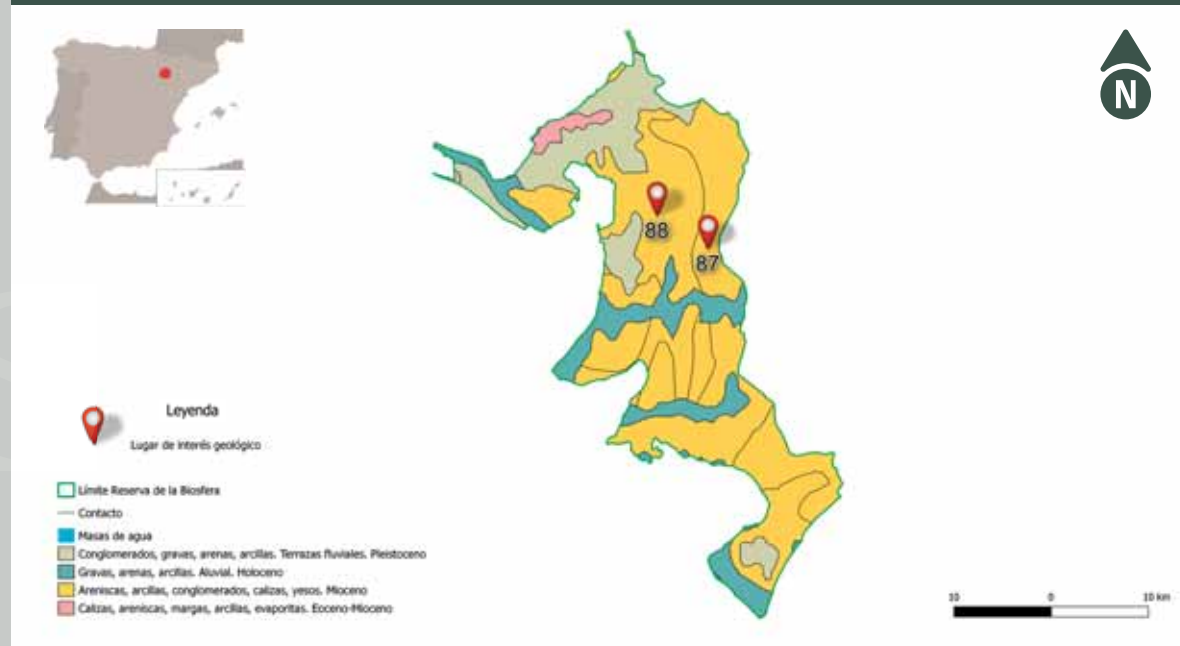 N
88
87
Leyenda
Lugar de interés geológico
Límite Reserva de la Biosfera
Contacto
Masas de agua
Conglomerados, gravas, arenas, arcillas. Terrazas fluviales. Pleistoceno
Gravas, arenas, arcillas. Aluvial. Holoceno
Areniscas, arcillas, conglomerados, calizas, yesos. Mioceno
Calizas, areniscas, margas, arcillas, evaporitas. Eoceno-Mioceno
10 0 10 km